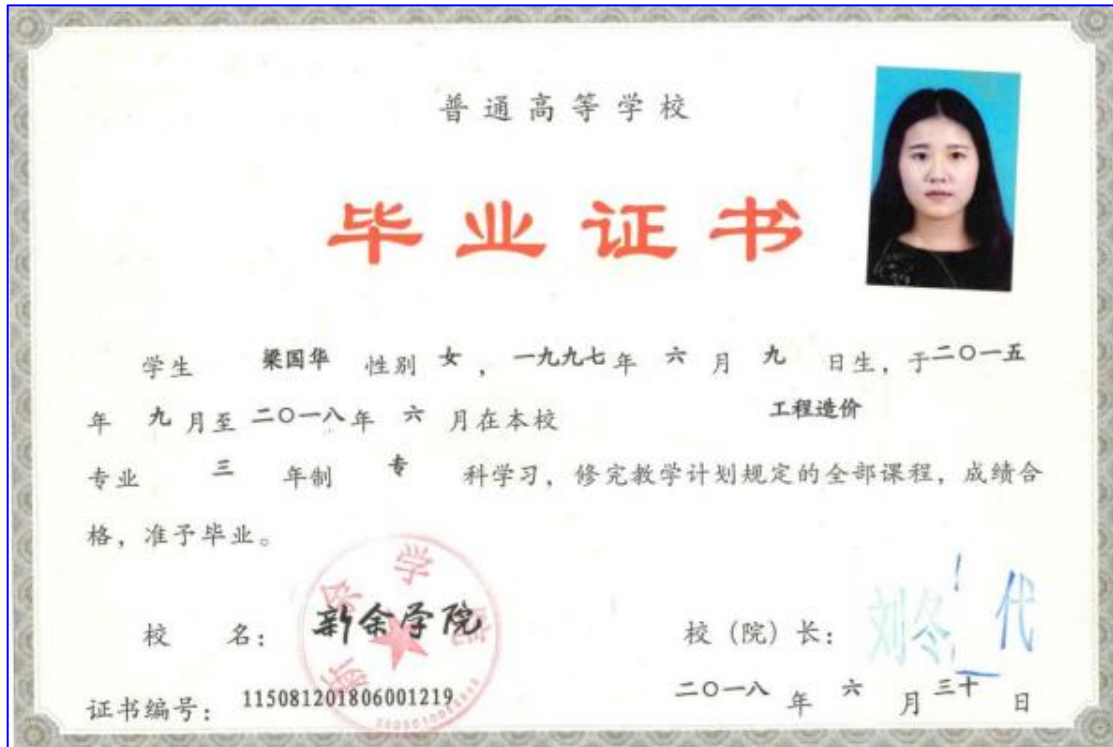 普通高等学校
毕业证书
学生 梁国华 性别 女，一九九七年 六 月 九 日生，于二〇一五
年 九 月至 二〇一八年 六 月在本校 工程造价
专业 三 年制 专 科学习，修完教学计划规定的全部课程，成绩合
格，准予毕业。
校 名：新余学院
新余学院
校（院）长：刘冬 代
证书编号：115081201806001219
二〇一八 年 六 月 三十 日